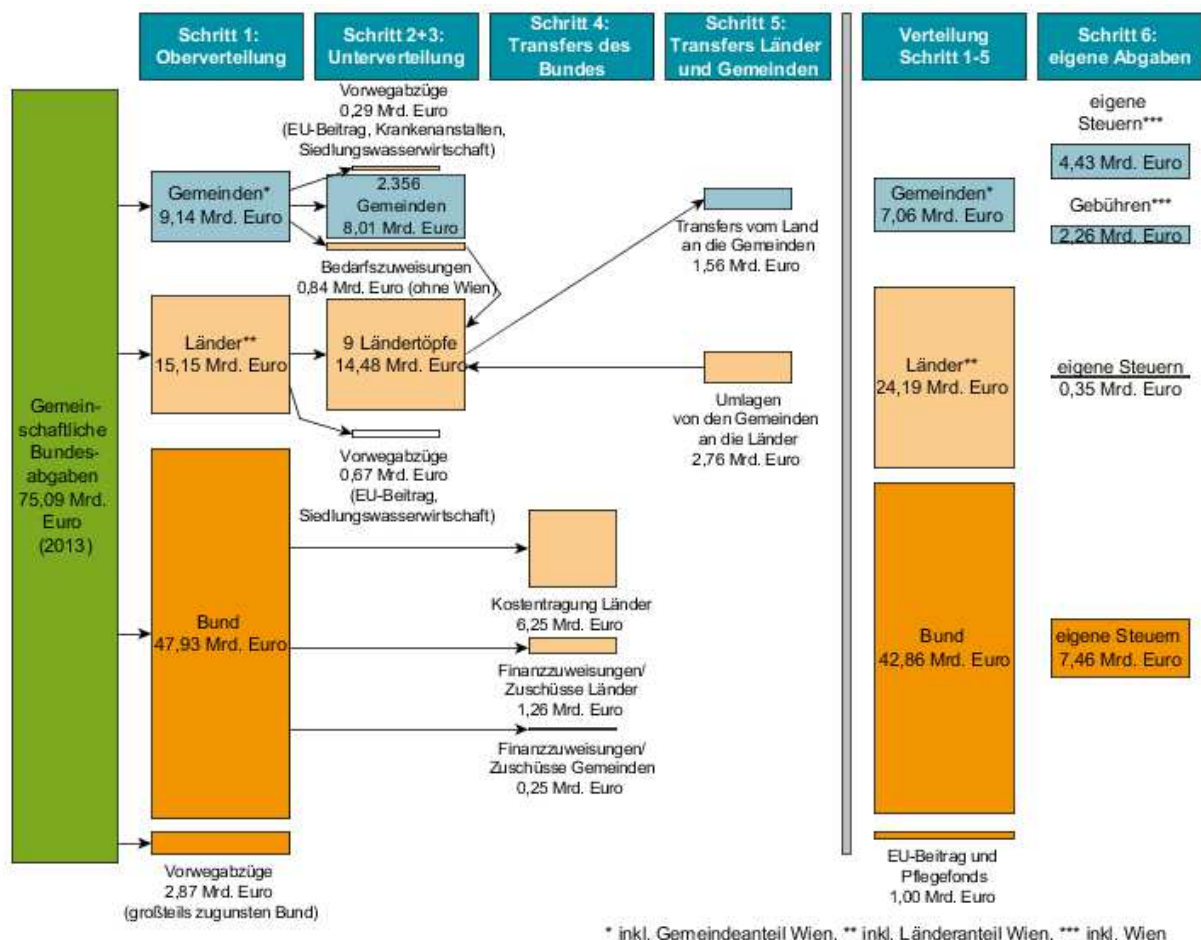 Schritt 1:
Oberverteilung
Schritt 2+3:
Unterverteilung
Schritt 4:
Transfers des
Bundes
Schritt 5:
Transfers Länder
und Gemeinden
Verteilung
Schritt 1-5
Schritt 6:
eigene Abgaben
Gemein-
schaftliche
Bundes-
abgaben
75,09 Mrd.
Euro
(2013)
Gemeinden*
9,14 Mrd. Euro
Länder**
15,15 Mrd. Euro
Bund
47,93 Mrd. Euro
Vorwegabzüge
2,87 Mrd. Euro
(großteils zugunsten Bund)
Vorwegabzüge
0,29 Mrd. Euro
(EU-Beitrag, Krankenanstalten,
Siedlungswasserwirtschaft)
2.356
Gemeinden
8,01 Mrd. Euro
Bedarfszuweisungen
0,84 Mrd. Euro (ohne Wien)
9 Ländertöpfe
14,48 Mrd. Euro
Vorwegabzüge
0,67 Mrd. Euro
(EU-Beitrag,
Siedlungswasserwirtschaft)
Kostentragung Länder
6,25 Mrd. Euro
Finanzzuweisungen/
Zuschüsse Länder
1,26 Mrd. Euro
Finanzzuweisungen/
Zuschüsse Gemeinden
0,25 Mrd. Euro
Transfers vom Land
an die Gemeinden
1,56 Mrd. Euro
Umlagen
von den Gemeinden
an die Länder
2,76 Mrd. Euro
Gemeinden*
7,06 Mrd. Euro
Länder**
24,19 Mrd. Euro
Bund
42,86 Mrd. Euro
EU-Beitrag und
Pflegefonds
1,00 Mrd. Euro
eigene
Steuern***
4,43 Mrd. Euro
Gebühren***
2,26 Mrd. Euro
eigene Steuern
0,35 Mrd. Euro
eigene Steuern
7,46 Mrd. Euro
* inkl. Gemeindeanteil Wien, ** inkl. Länderanteil Wien, *** inkl. Wien